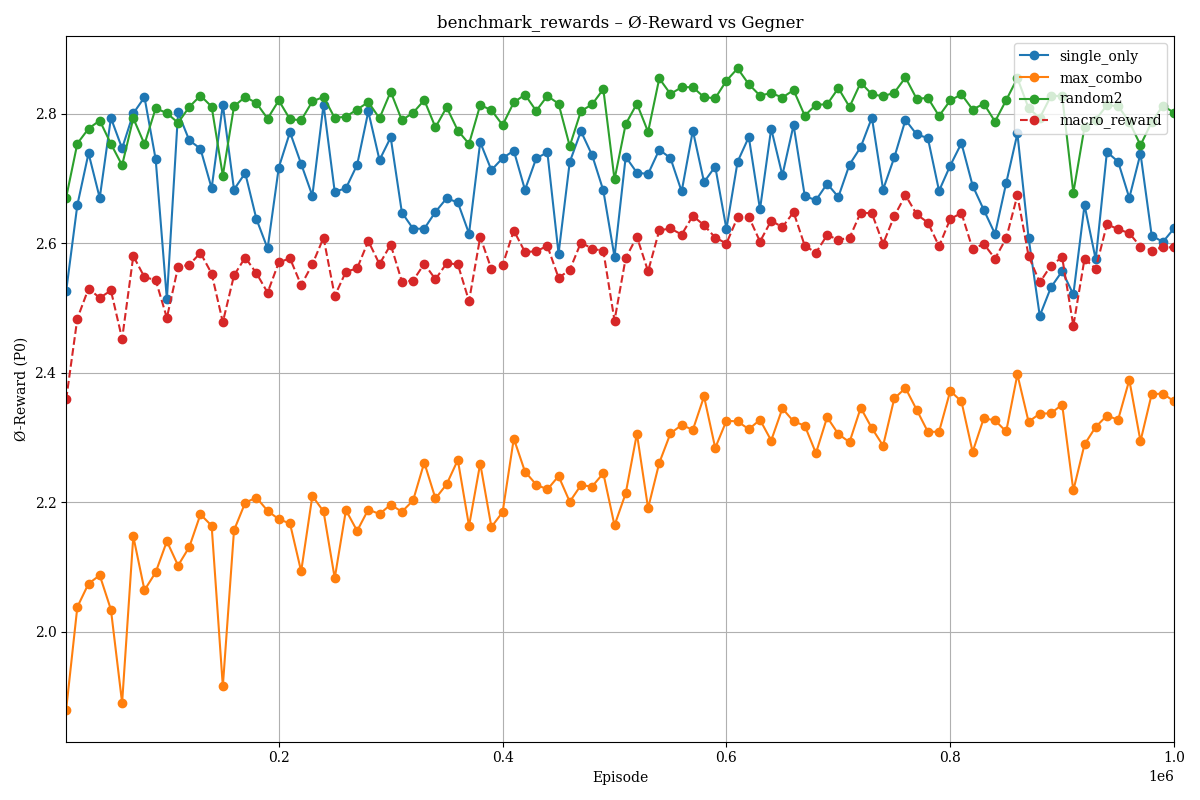 benchmark_rewards – Ø-Reward vs Gegner
single_only
max_combo
random2
macro_reward
Ø-Reward (P0)
2.8
2.6
2.4
2.2
2.0
0.2
0.4
0.6
0.8
1.0
1e6
Episode